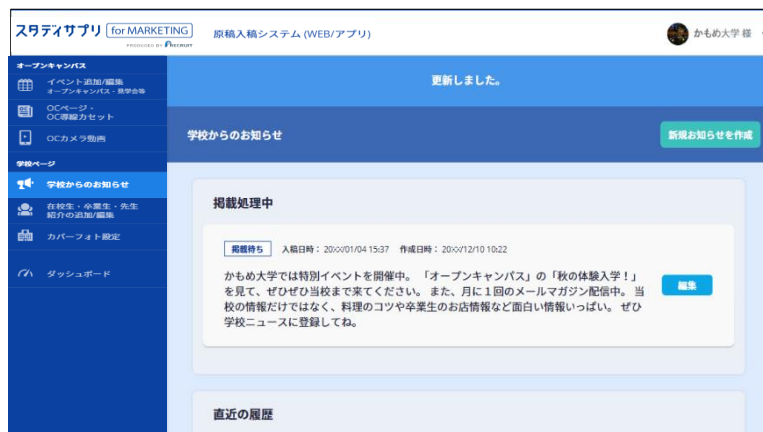 スタディサプリ for MARKETING
PRODUCED BY RECRUIT
原稿入稿システム (WEB/アプリ)
かもめ大学 様
オープンキャンパス
イベント追加/編集
オープンキャンパス・見学会等
OCページ・
OC導線力セット
OCカメラ動画
学校ページ
学校からのお知らせ
在校生・卒業生・先生
紹介の追加/編集
カバーフォト設定
ダッシュボード
更新しました。
学校からのお知らせ
新規お知らせを作成
掲載処理中
掲載待ち 入稿日時： 20××/01/04 15:37 作成日時： 20××/12/10 10:22
かもめ大学では特別イベントを開催中。 「オープンキャンパス」の「秋の体験入学！」
を見て、ぜひぜひ当校まで来てください。 また、月に１回のメールマガジン配信中。 当
校の情報だけではなく、料理のコツや卒業生のお店情報など面白い情報いっぱい。 ぜひ
学校ニュースに登録してね。
編集
直近の履歴